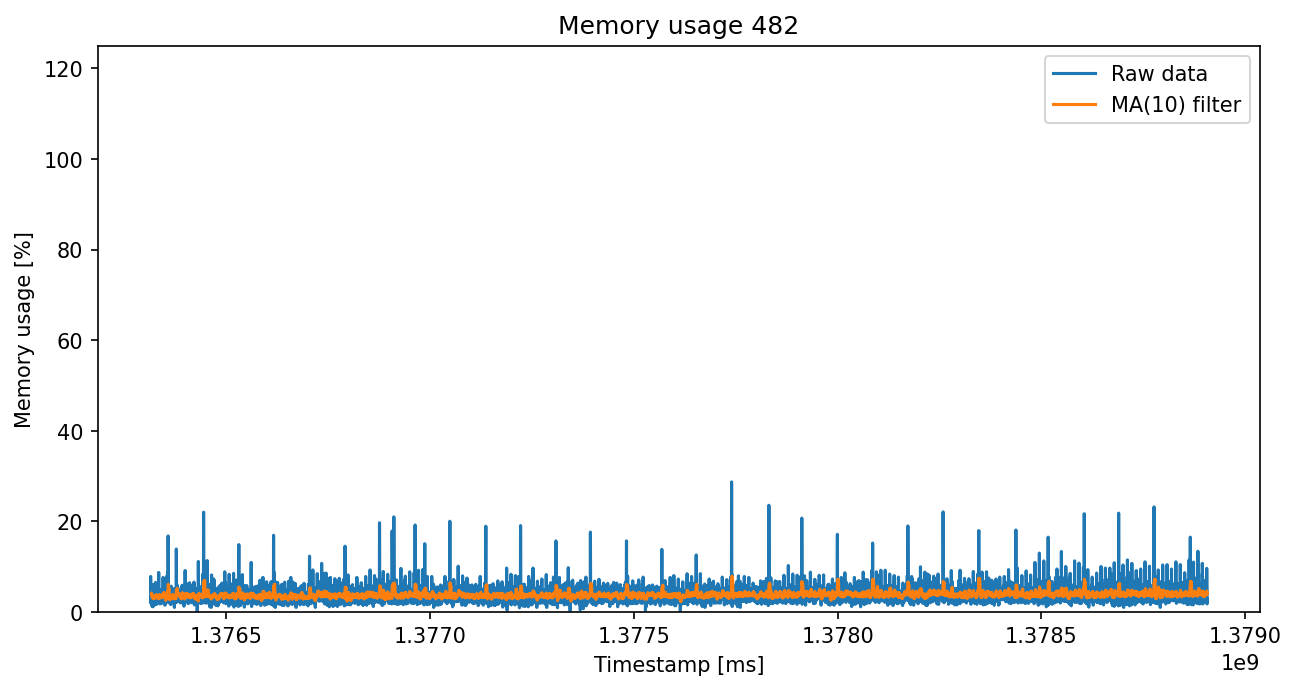 Memory usage 482
Raw data
MA(10) filter
Memory usage [%]
120
100
80
60
40
20
0
1.3765 1.3770 1.3775 1.3780 1.3785 1.3790
1e9
Timestamp [ms]